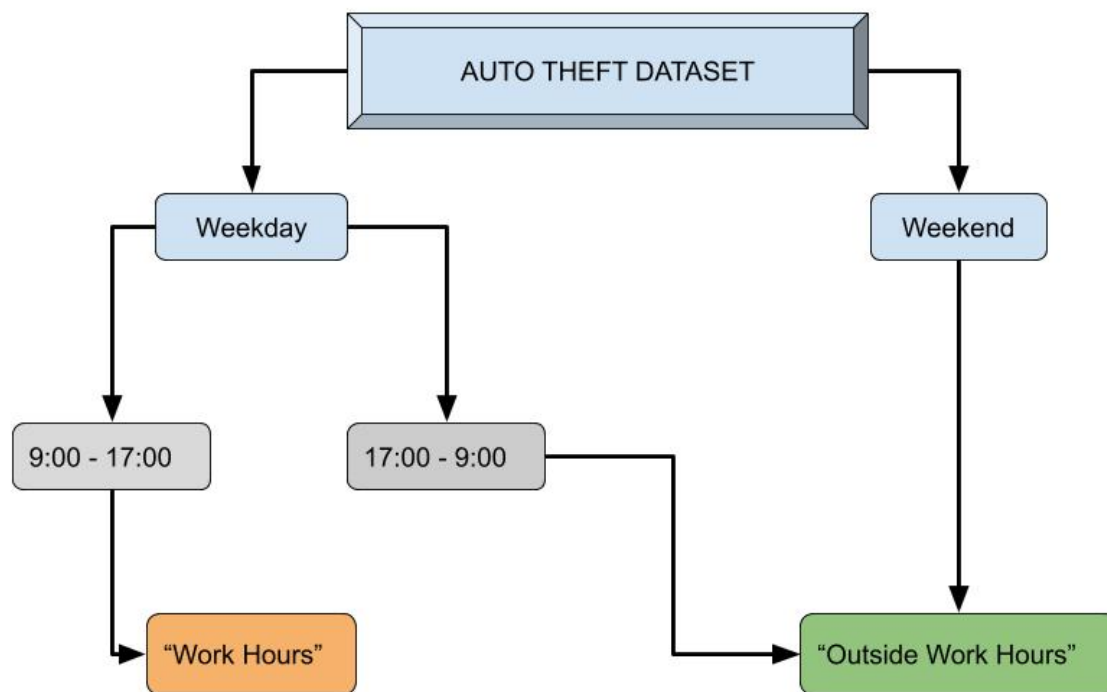 AUTO THEFT DATASET
Weekday
Weekend
9:00 - 17:00
17:00 - 9:00
“Work Hours”
“Outside Work Hours”